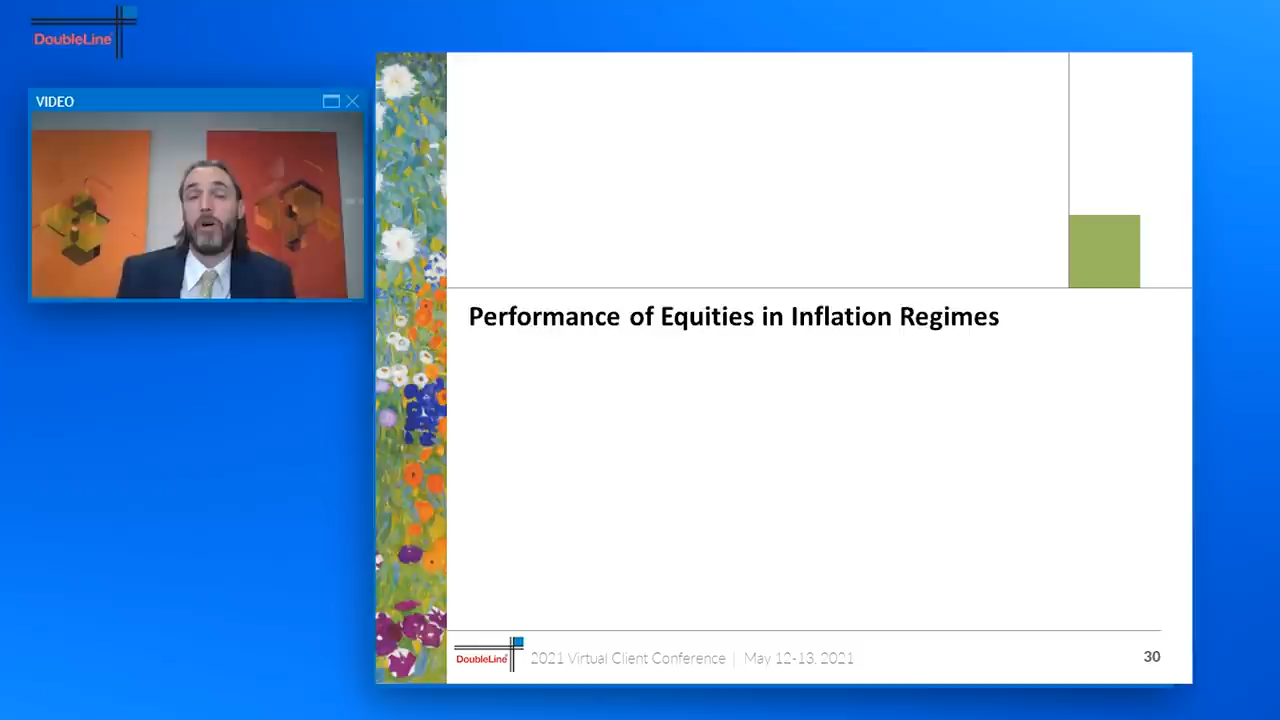 DoubleLine
VIDEO
Performance of Equities in Inflation Regimes
DoubleLine
2021 Virtual Client Conference | May 12-13, 2021
30